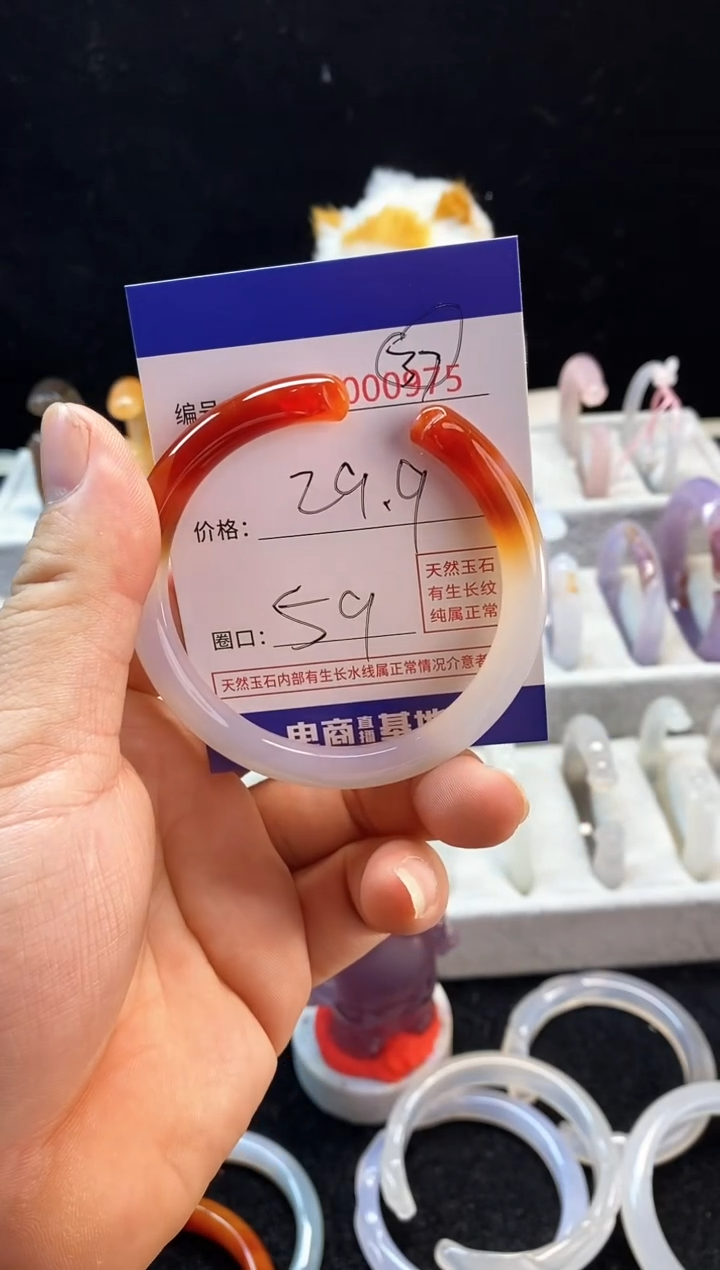 37
编号 000975
价格： 29.9
圈口： 59
天然玉石
有生长纹
纯属正常
天然玉石内部有生长水线属正常情况介意者
电商直播基地